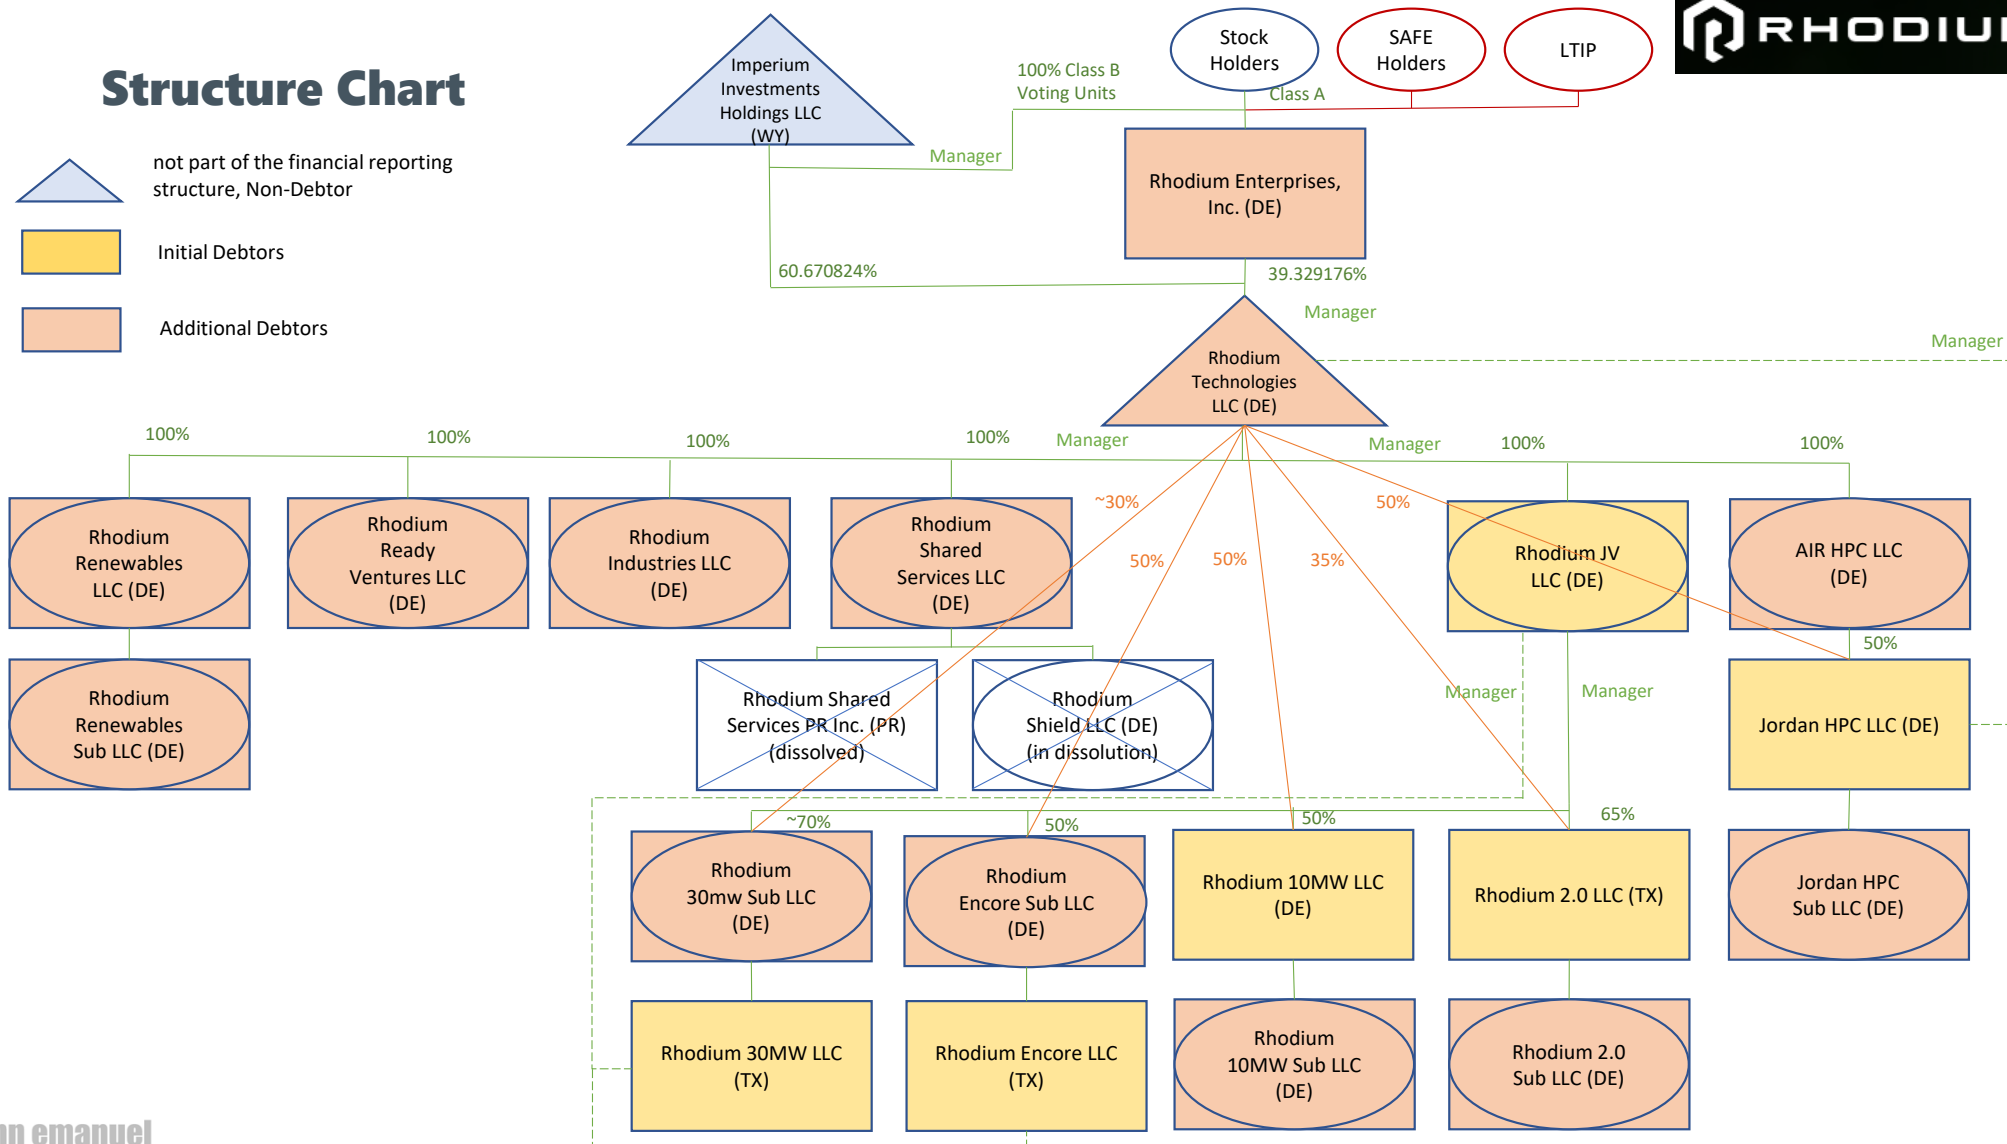 Structure Chart
not part of the financial reporting
structure, Non-Debtor
Initial Debtors
Additional Debtors
Imperium
Investments
Holdings LLC
(WY)
100% Class B
Voting Units
Manager
Stock
Holders
SAFE
Holders
LTIP
Class A
Rhodium Enterprises,
Inc. (DE)
60.670824%
39.329176%
Manager
Manager
Rhodium
Technologies
LLC (DE)
100%
100%
100%
100%
Manager
Manager
100%
100%
Rhodium
Renewables
LLC (DE)
Rhodium
Ready
Ventures LLC
(DE)
Rhodium
Industries LLC
(DE)
Rhodium
Shared
Services LLC
(DE)
~30%
50%
50%
35%
50%
Rhodium JV
LLC (DE)
AIR HPC LLC
(DE)
50%
Rhodium
Renewables
Sub LLC (DE)
Rhodium Shared
Services PR Inc. (PR)
(dissolved)
Rhodium
Shield LLC (DE)
(in dissolution)
Manager
Manager
Jordan HPC LLC (DE)
~70%
50%
50%
65%
Rhodium
30mw Sub LLC
(DE)
Rhodium
Encore Sub LLC
(DE)
Rhodium 10MW LLC
(DE)
Rhodium 2.0 LLC (TX)
Jordan HPC
Sub LLC (DE)
Rhodium 30MW LLC
(TX)
Rhodium Encore LLC
(TX)
Rhodium
10MW Sub LLC
(DE)
Rhodium 2.0
Sub LLC (DE)
emanuel